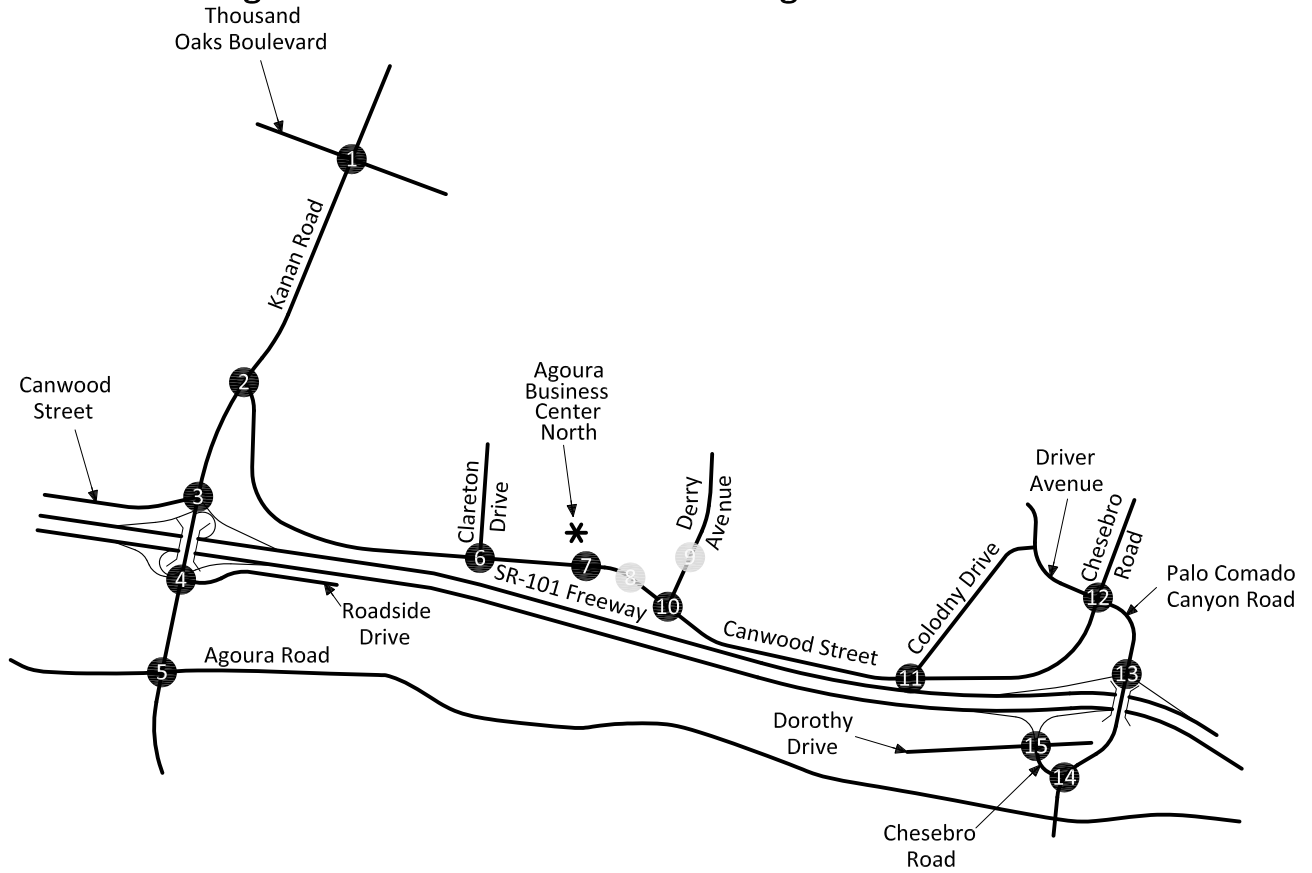 Thousand
Oaks Boulevard
1
Kanan Road
2
Canwood
Street
Agoura
Business
Center
North
3
Clareton
Drive
Derry
Avenue
Driver
Avenue
Chesebro
Road
4
6
7
8
9
10
SR-101 Freeway
Roadside
Drive
Colodny Drive
12
Palo Comado
Canyon Road
5
Agoura Road
Canwood Street
11
13
Dorothy
Drive
15
14
Chesebro
Road